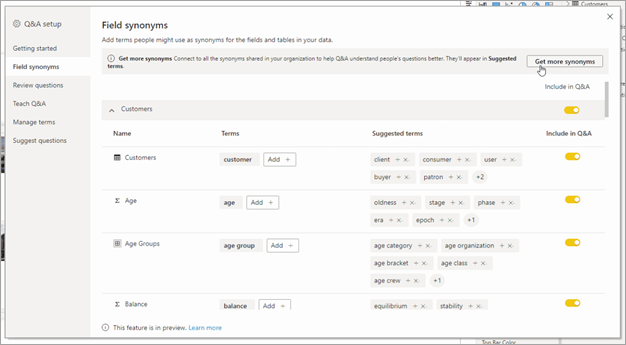 Customers
Q&A setup
Getting started
Field synonyms
Review questions
Teach Q&A
Manage terms
Suggest questions
Field synonyms
Add terms people might use as synonyms for the fields and tables in your data.
Get more synonyms Connect to all the synonyms shared in your organization to help Q&A understand people's questions better. They'll appear in Suggested
terms.
Get more synonyms
Include in Q&A
Customers
Name Terms Suggested terms Include in Q&A
Customers customer Add + client + × consumer + × user + ×
buyer + × patron + × +2
Age age Add + oldness + × stage + × phase + ×
era + × epoch + × +1
Age Groups age group Add + age category + × age organization + ×
age bracket + × age class + ×
age crew + × +1
Balance balance Add + equilibrium + × stability + ×
This feature is in preview. Learn more
Top Bar Color